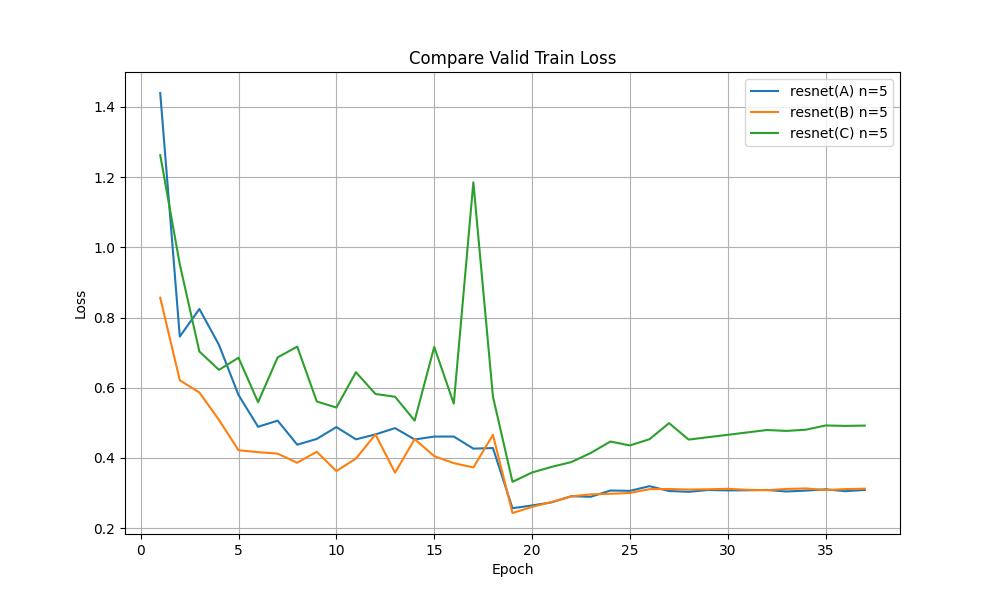 Compare Valid Train Loss
resnet(A) n=5
resnet(B) n=5
resnet(C) n=5
1.4
1.2
1.0
0.8
0.6
0.4
0.2
Loss
0 5 10 15 20 25 30 35
Epoch